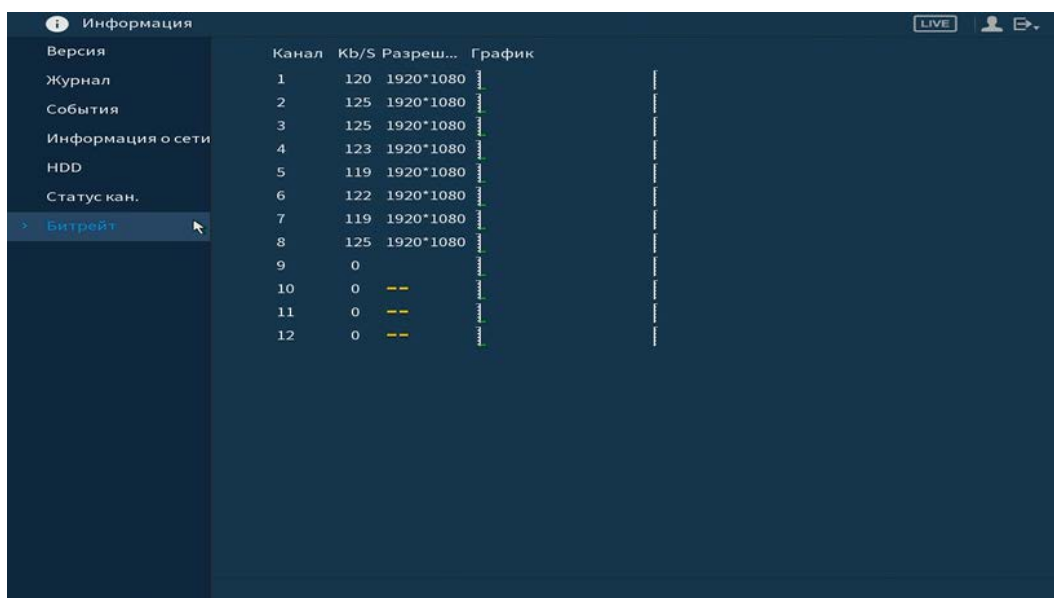 Информация LIVE
Версия
Журнал
События
Информация о сети
HDD
Статус кан.
Битрейт
Канал Kb/S Разреш... График
1 120 1920*1080
2 125 1920*1080
3 125 1920*1080
4 123 1920*1080
5 119 1920*1080
6 122 1920*1080
7 119 1920*1080
8 125 1920*1080
9 0
10 0 --
11 0 --
12 0 --